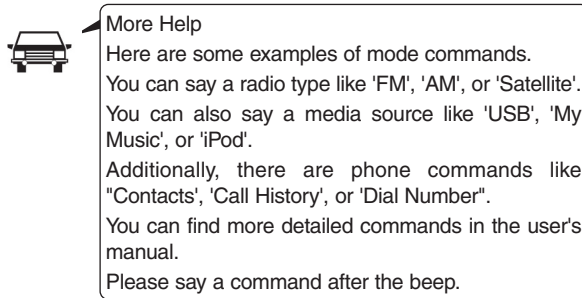 More Help
Here are some examples of mode commands.
You can say a radio type like 'FM', 'AM', or 'Satellite'.
You can also say a media source like 'USB', 'My
Music', or 'iPod'.
Additionally, there are phone commands like
"Contacts', 'Call History', or 'Dial Number".
You can find more detailed commands in the user's
manual.
Please say a command after the beep.